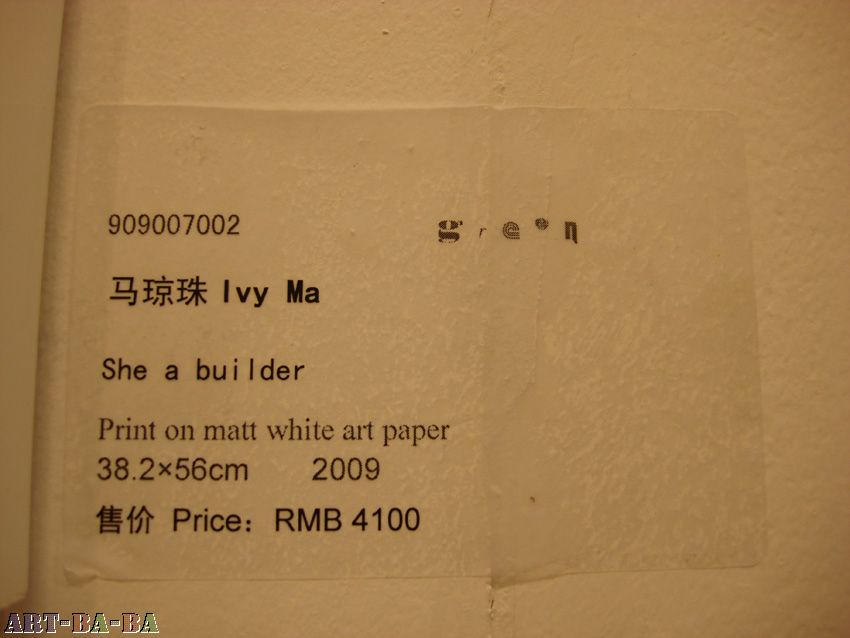 909007002
green
马琼珠 Ivy Ma
She a builder
Print on matt white art paper
38.2×56cm 2009
售价 Price: RMB 4100
ART-BA-BA